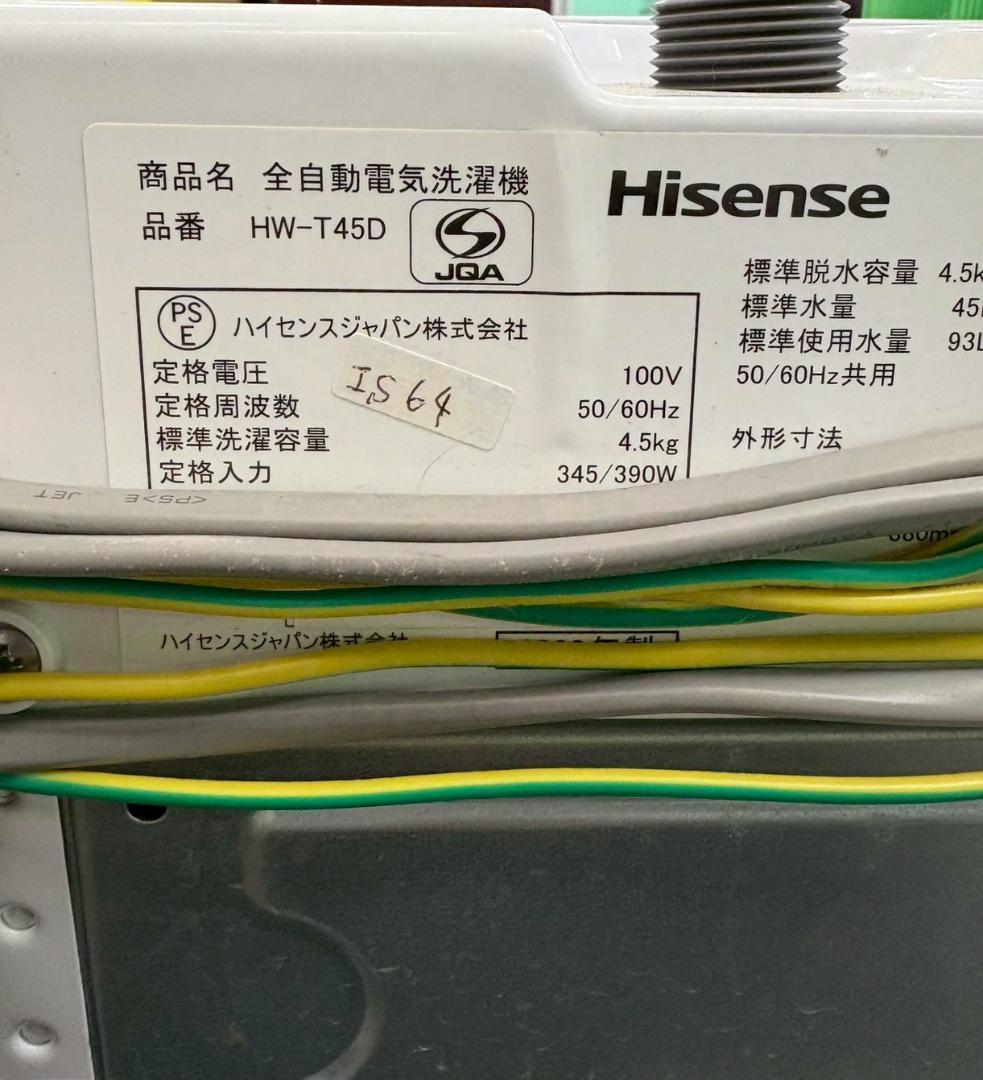 商品名 全自動電気洗濯機
品番 HW-T45D
JQA
Hisense
PS
E
ハイセンスジャパン株式会社
定格電圧 100V
定格周波数 50/60Hz
標準洗濯容量 4.5kg
定格入力 345/390W
IS64
標準脱水容量 4.5k
標準水量 45
標準使用水量 93L
50/60Hz共用
外形寸法
<PS>E JET
ハイセンスジャパン株式会社
年製